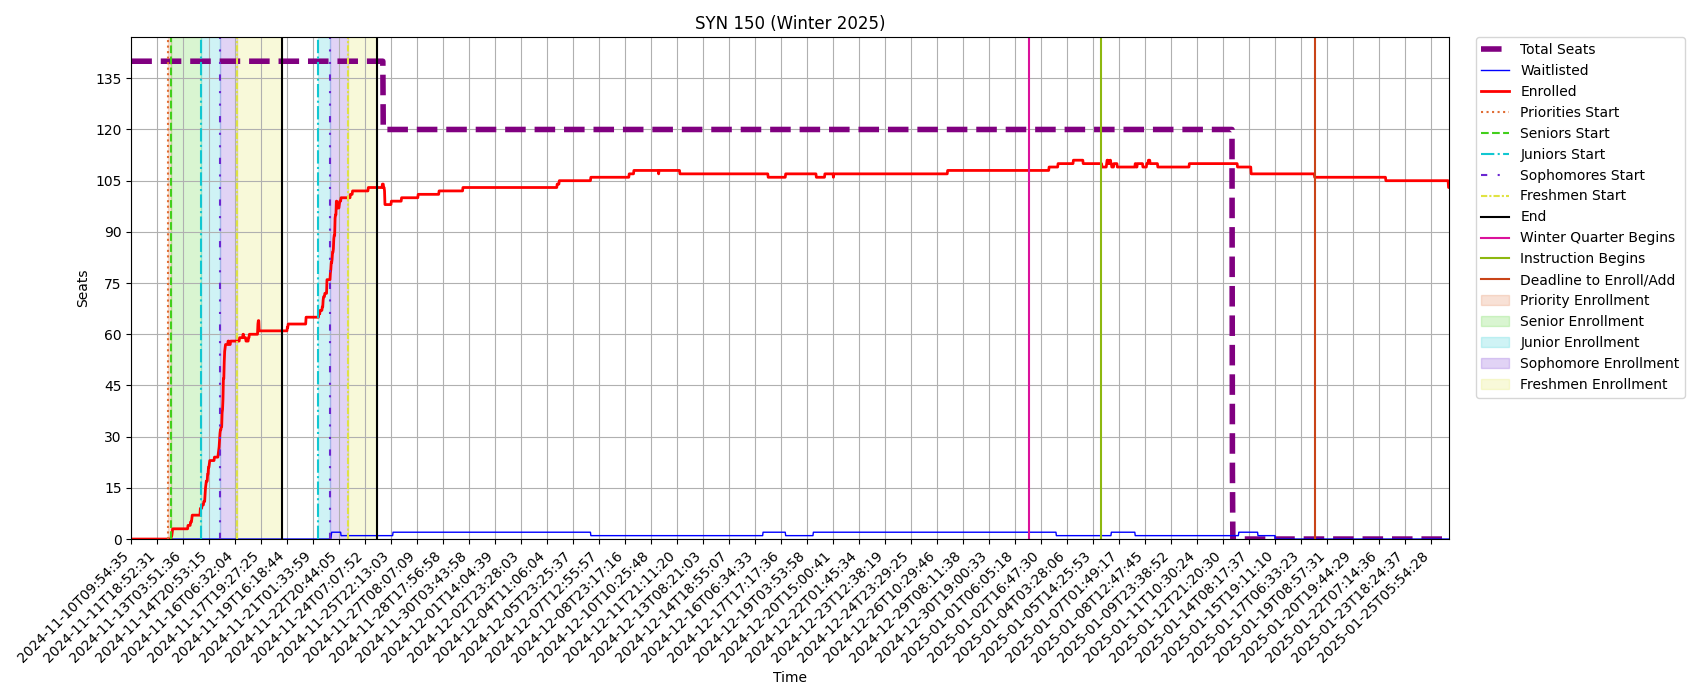 SYN 150 (Winter 2025)
Seats
135
120
105
90
75
60
45
30
15
0
2024-11-10T09:54:35
2024-11-11T18:52:31
2024-11-13T03:51:36
2024-11-14T20:53:15
2024-11-16T06:32:04
2024-11-17T19:27:25
2024-11-19T16:18:44
2024-11-21T01:33:59
2024-11-22T20:44:05
2024-11-24T07:07:52
2024-11-25T22:13:03
2024-11-27T08:07:09
2024-11-28T17:56:58
2024-11-30T03:43:58
2024-12-01T14:04:39
2024-12-02T23:28:03
2024-12-04T11:06:04
2024-12-05T23:25:37
2024-12-07T12:55:57
2024-12-08T23:17:16
2024-12-10T10:25:48
2024-12-11T21:11:20
2024-12-13T08:21:03
2024-12-14T18:55:07
2024-12-16T06:34:33
2024-12-17T17:17:36
2024-12-19T03:53:58
2024-12-20T15:00:41
2024-12-22T01:45:34
2024-12-23T12:38:19
2024-12-24T23:29:25
2024-12-26T10:29:46
2024-12-29T08:11:38
2024-12-30T19:00:33
2025-01-01T06:05:18
2025-01-02T16:47:30
2025-01-04T03:28:06
2025-01-05T14:25:53
2025-01-07T01:49:17
2025-01-08T12:47:45
2025-01-09T23:38:52
2025-01-11T10:30:24
2025-01-12T21:20:30
2025-01-14T08:17:37
2025-01-15T19:11:10
2025-01-17T06:33:23
2025-01-19T08:57:31
2025-01-20T19:44:29
2025-01-22T07:14:36
2025-01-23T18:24:37
2025-01-25T05:54:28
Time
Total Seats
Waitlisted
Enrolled
Priorities Start
Seniors Start
Juniors Start
Sophomores Start
Freshmen Start
End
Winter Quarter Begins
Instruction Begins
Deadline to Enroll/Add
Priority Enrollment
Senior Enrollment
Junior Enrollment
Sophomore Enrollment
Freshmen Enrollment